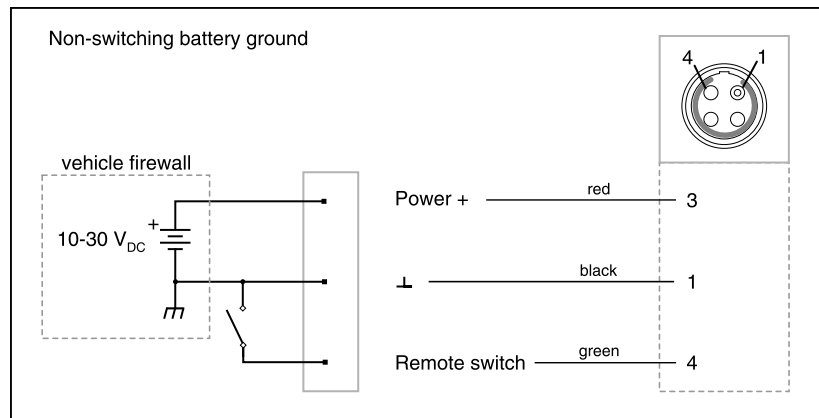 Non-switching battery ground
4 1
vehicle firewall
10-30 VDC
+
Power + red 3
black 1
Remote switch green 4